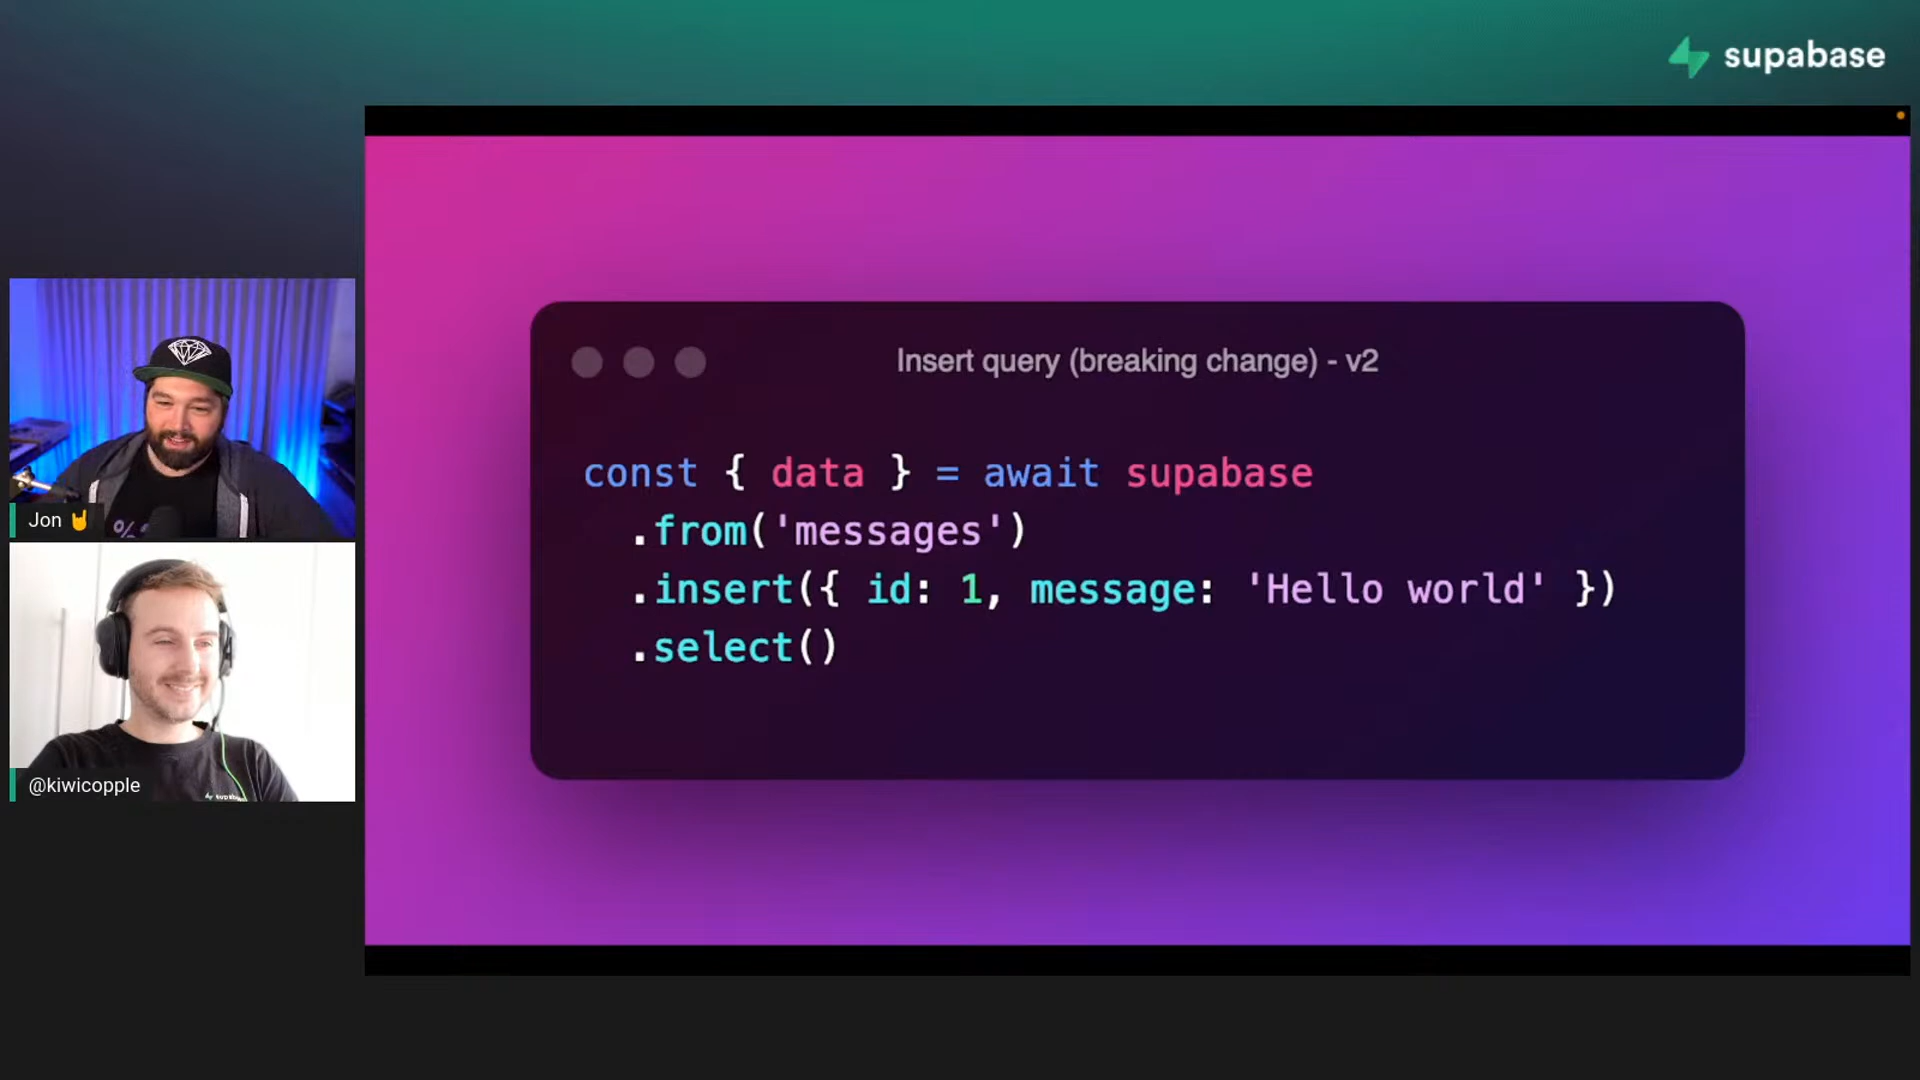 supabase
Insert query (breaking change) - v2
const { data } = await supabase
.from('messages')
.insert({ id: 1, message: 'Hello world' })
.select()
Jon 🤘
@kiwicopple